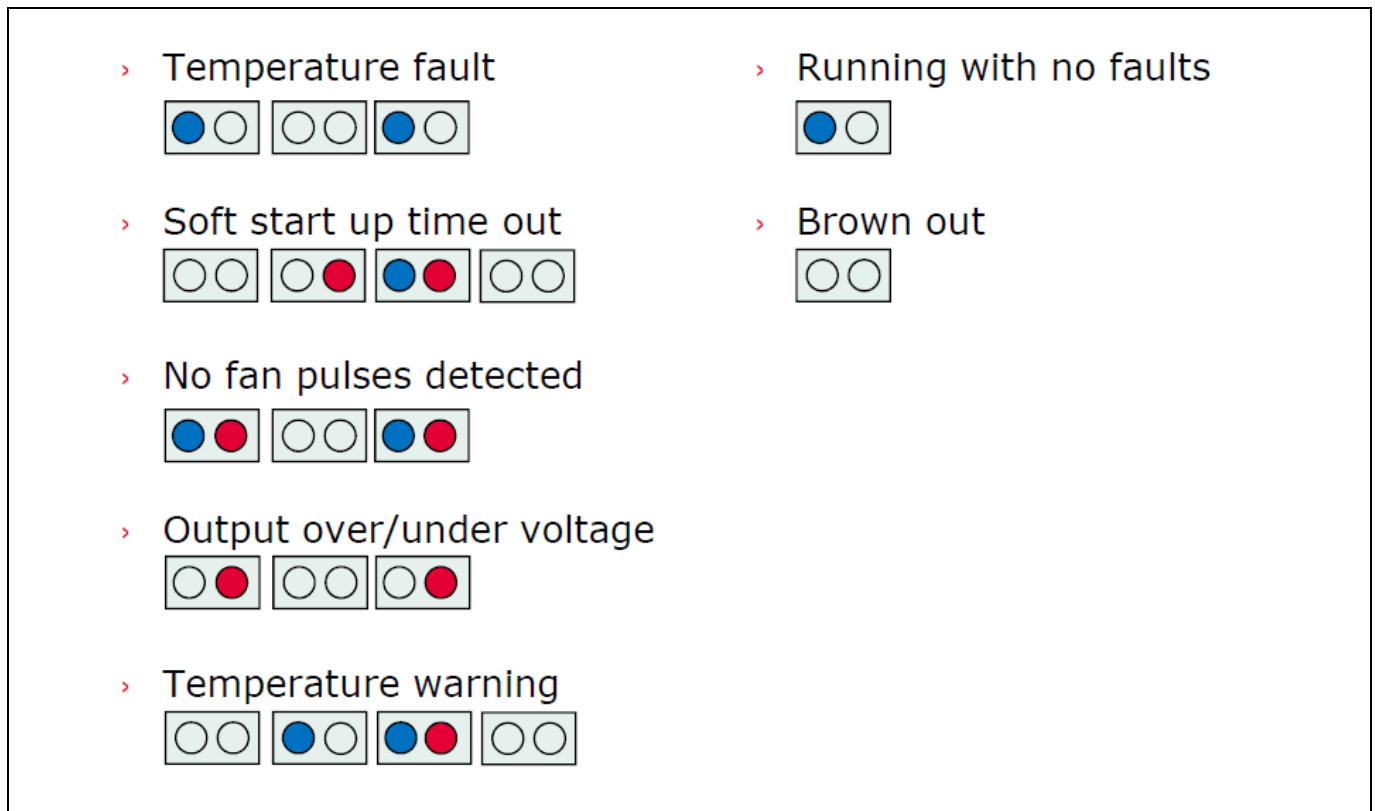 › Temperature fault
› Soft start up time out
› No fan pulses detected
› Output over/under voltage
› Temperature warning
› Running with no faults
› Brown out